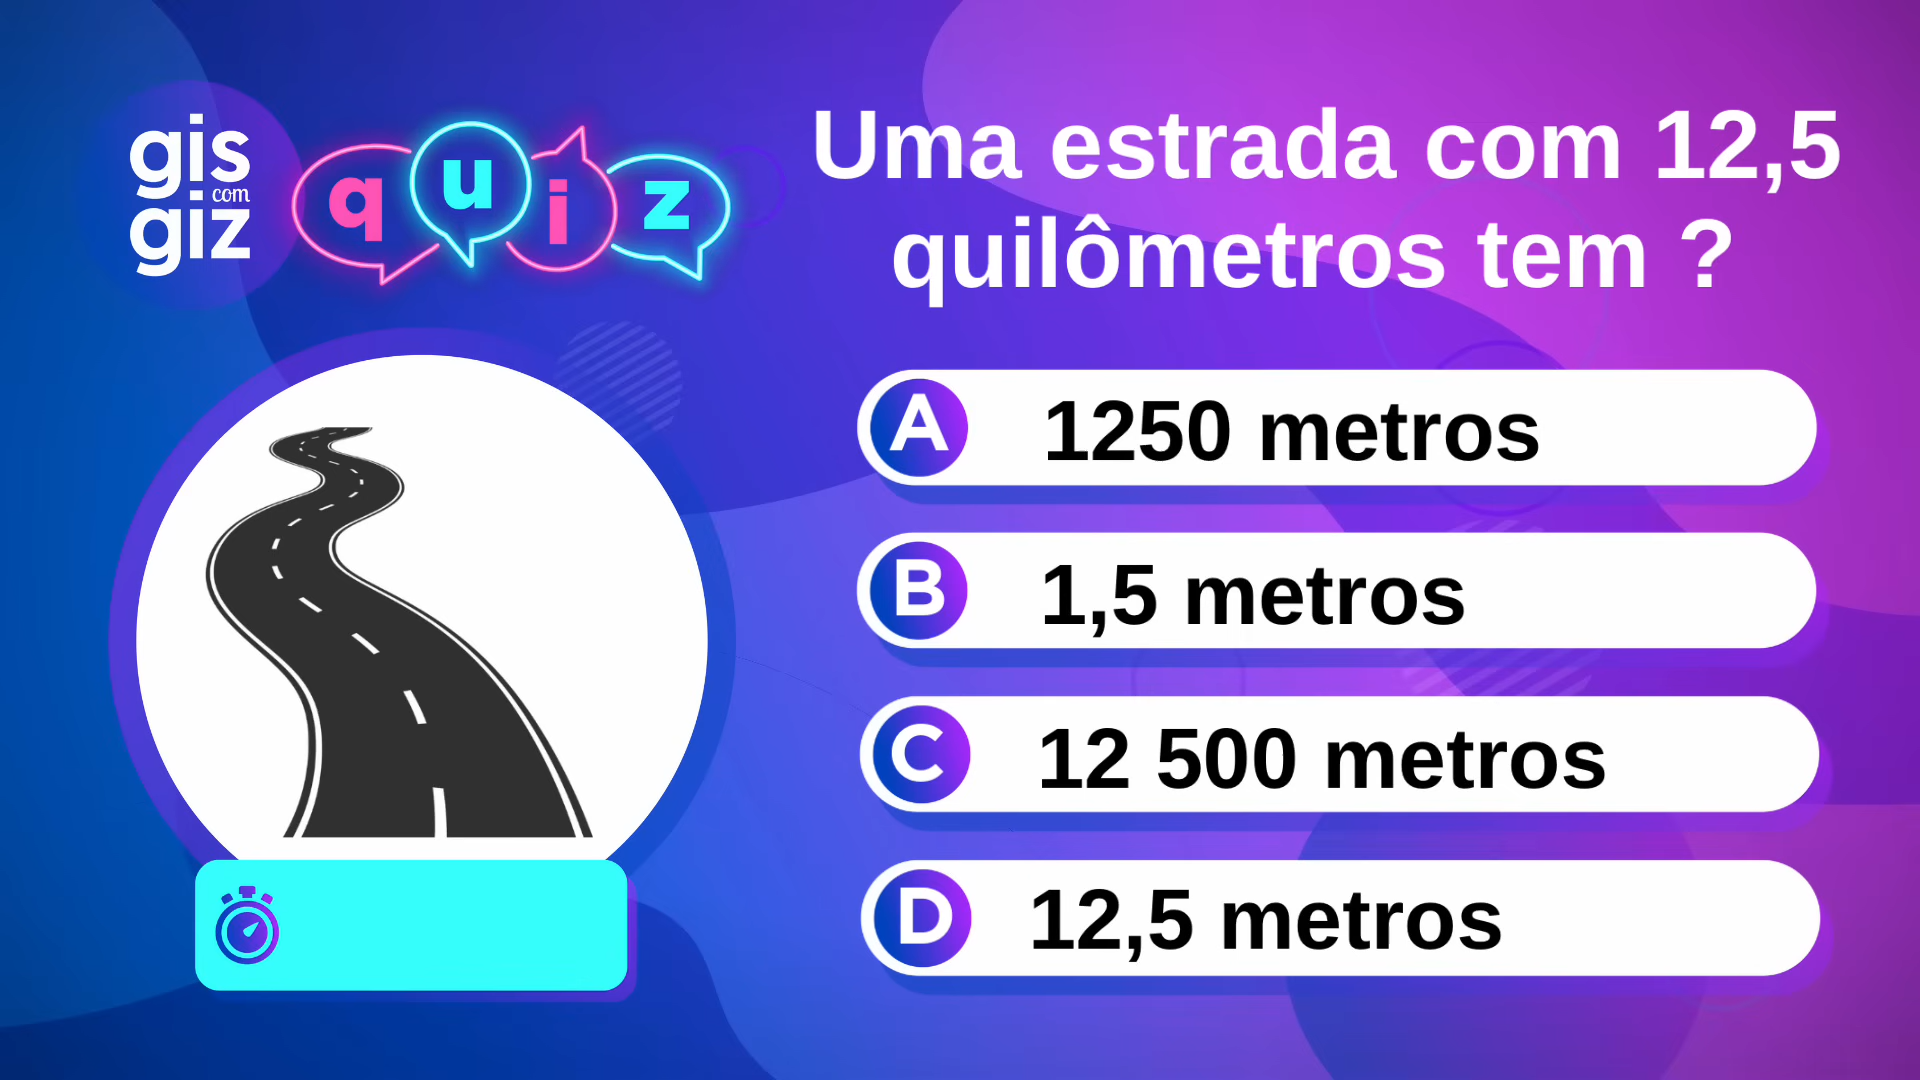 gis
com
giz
quiz
Uma estrada com 12,5
quilômetros tem ?
A 1250 metros
B 1,5 metros
C 12 500 metros
D 12,5 metros